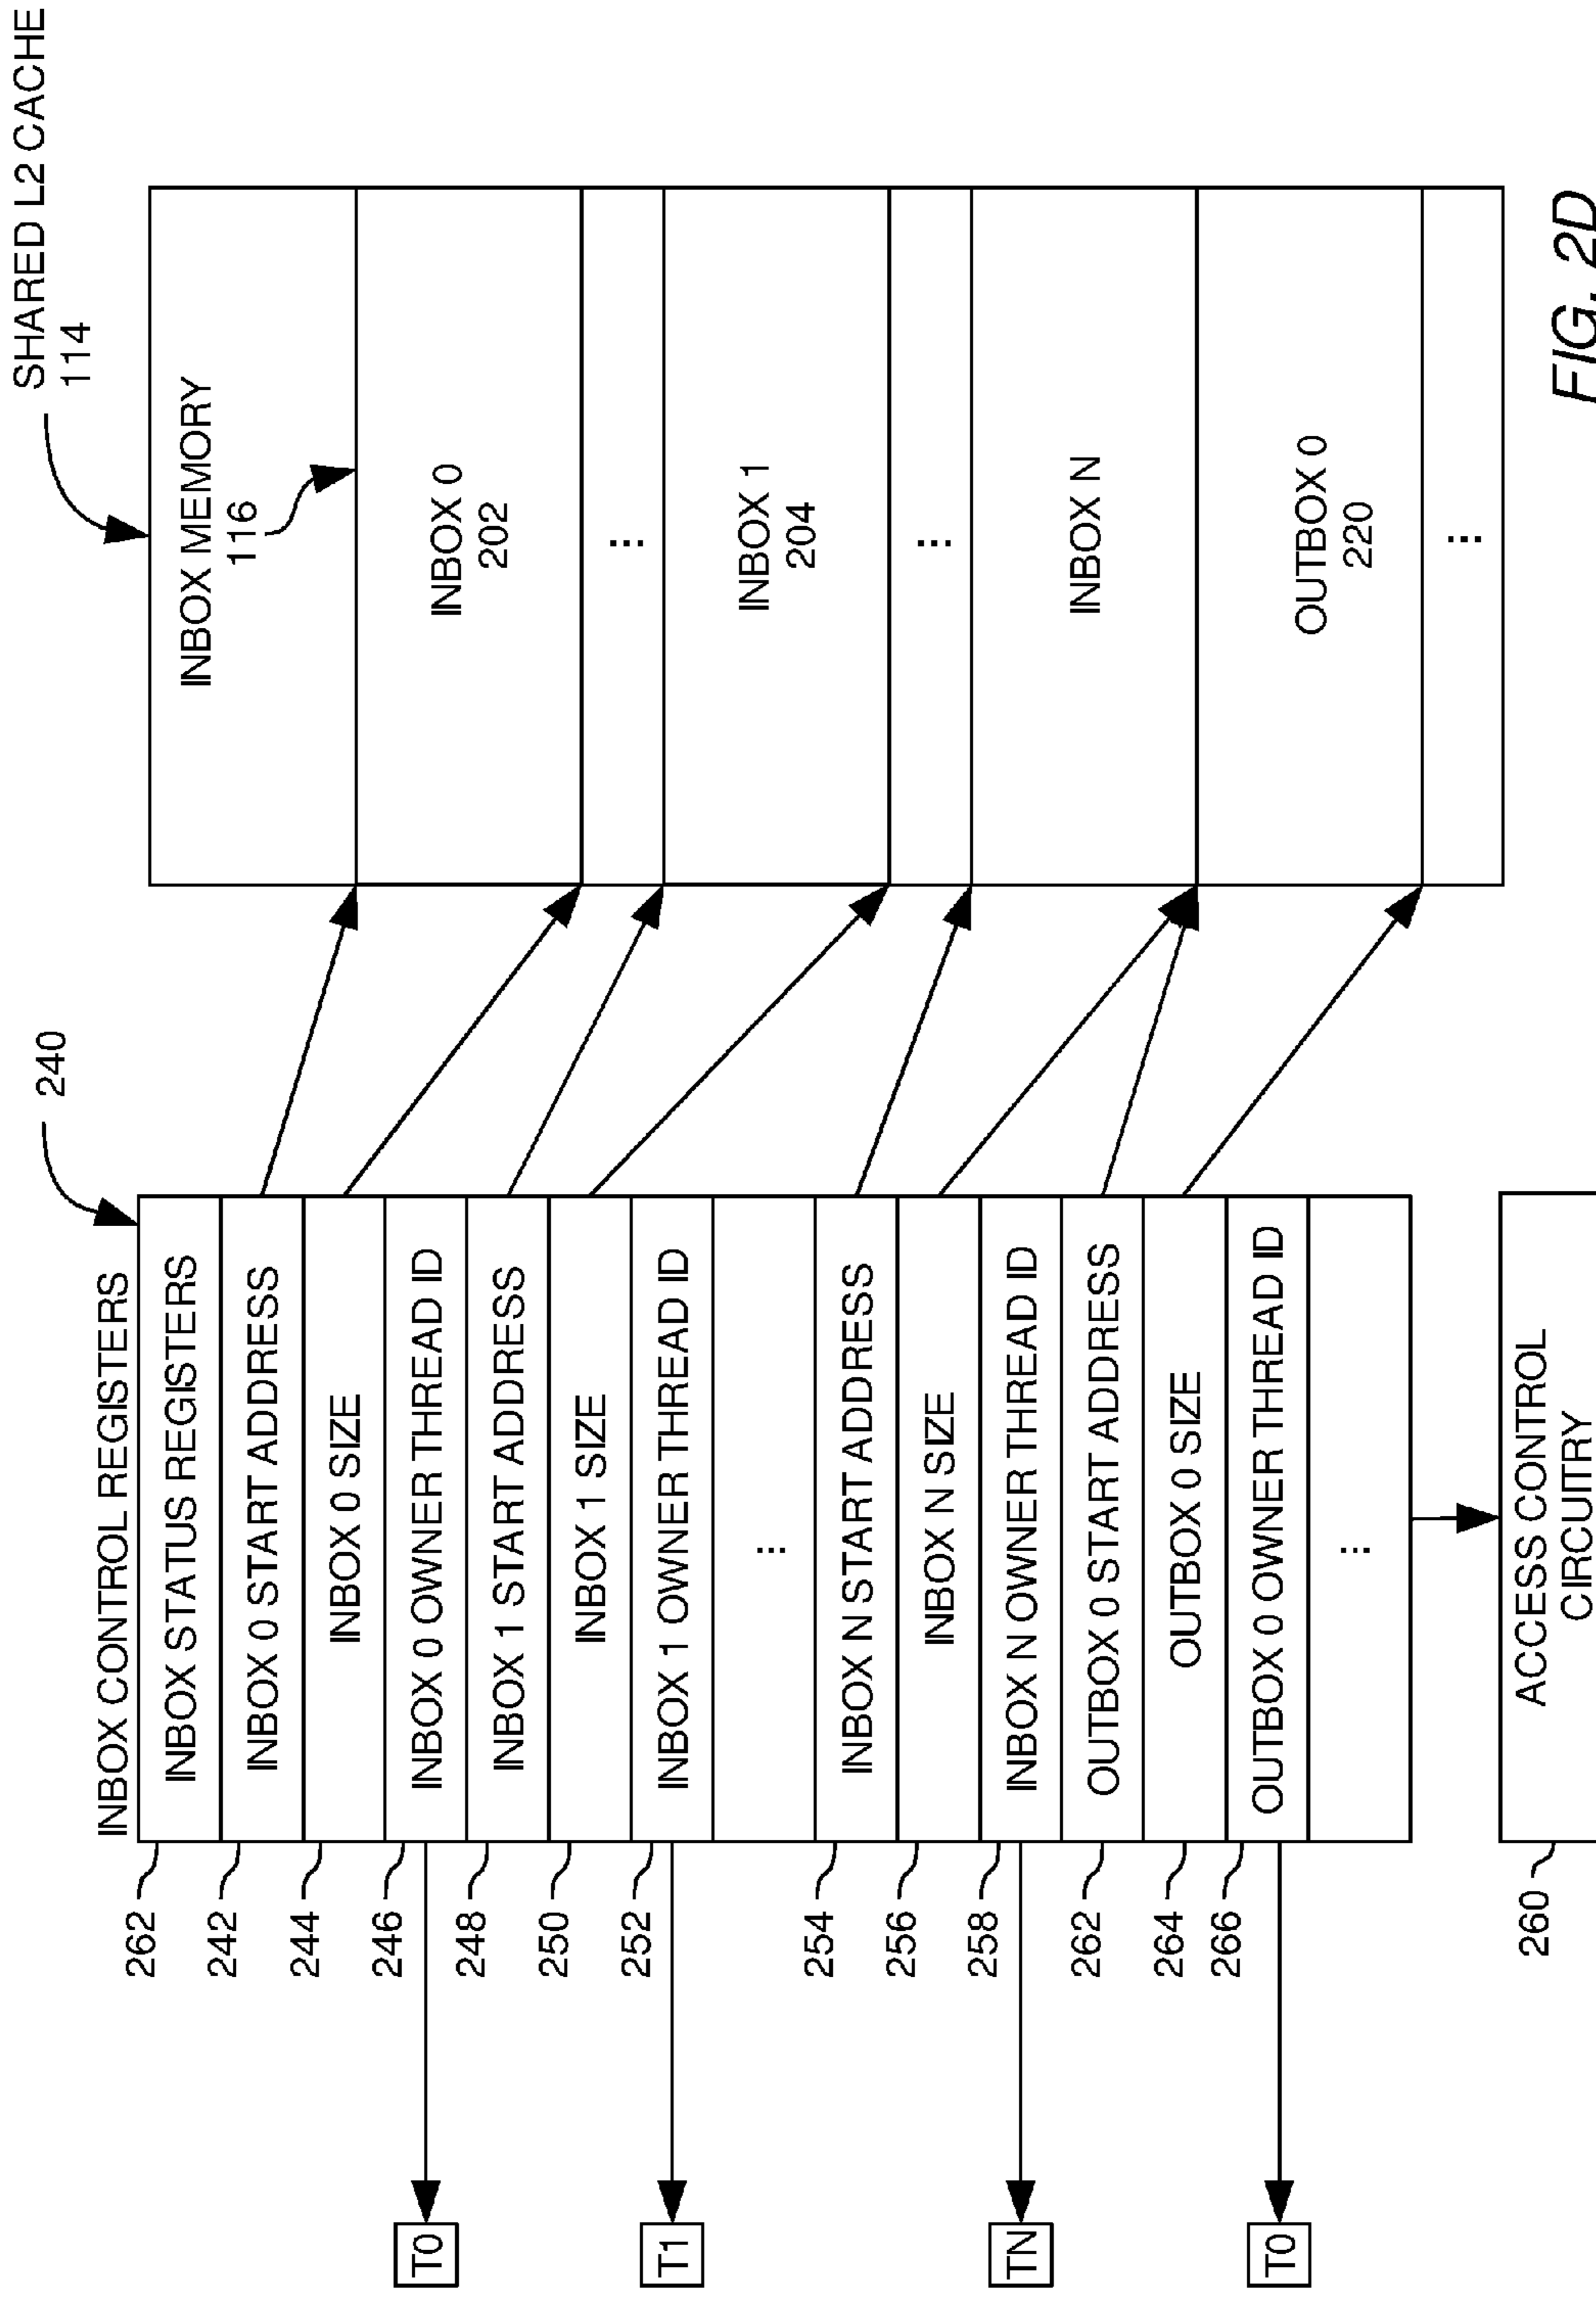 SHARED L2 CACHE
114
240
INBOX CONTROL REGISTERS
262
INBOX STATUS REGISTERS
242
INBOX 0 START ADDRESS
244
INBOX 0 SIZE
246
INBOX 0 OWNER THREAD ID
T0
248
INBOX 1 START ADDRESS
250
INBOX 1 SIZE
252
INBOX 1 OWNER THREAD ID
T1
...
254
INBOX N START ADDRESS
256
INBOX N SIZE
258
INBOX N OWNER THREAD ID
TN
262
OUTBOX 0 START ADDRESS
264
OUTBOX 0 SIZE
266
OUTBOX 0 OWNER THREAD ID
T0
...
260
ACCESS CONTROL
CIRCUITRY
INBOX MEMORY
116
INBOX 0
202
...
INBOX 1
204
...
INBOX N
OUTBOX 0
220
...
FIG. 2D